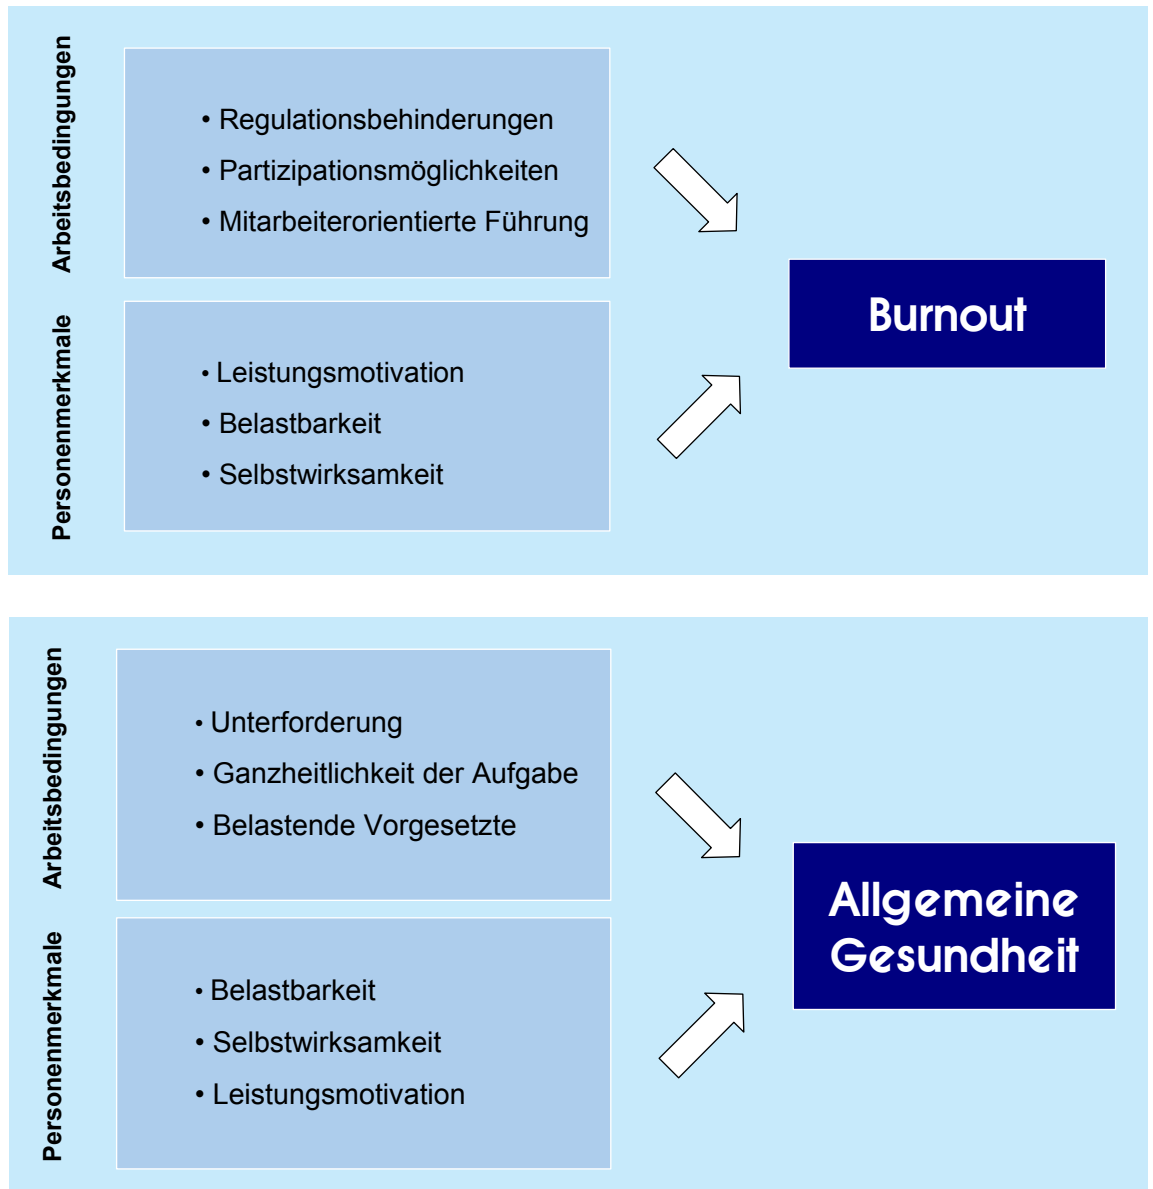 Arbeitsbedingungen
• Regulationsbehinderungen
• Partizipationsmöglichkeiten
• Mitarbeiterorientierte Führung
Personenmerkmale
• Leistungsmotivation
• Belastbarkeit
• Selbstwirksamkeit
Burnout
Arbeitsbedingungen
• Unterforderung
• Ganzheitlichkeit der Aufgabe
• Belastende Vorgesetzte
Personenmerkmale
• Belastbarkeit
• Selbstwirksamkeit
• Leistungsmotivation
Allgemeine
Gesundheit